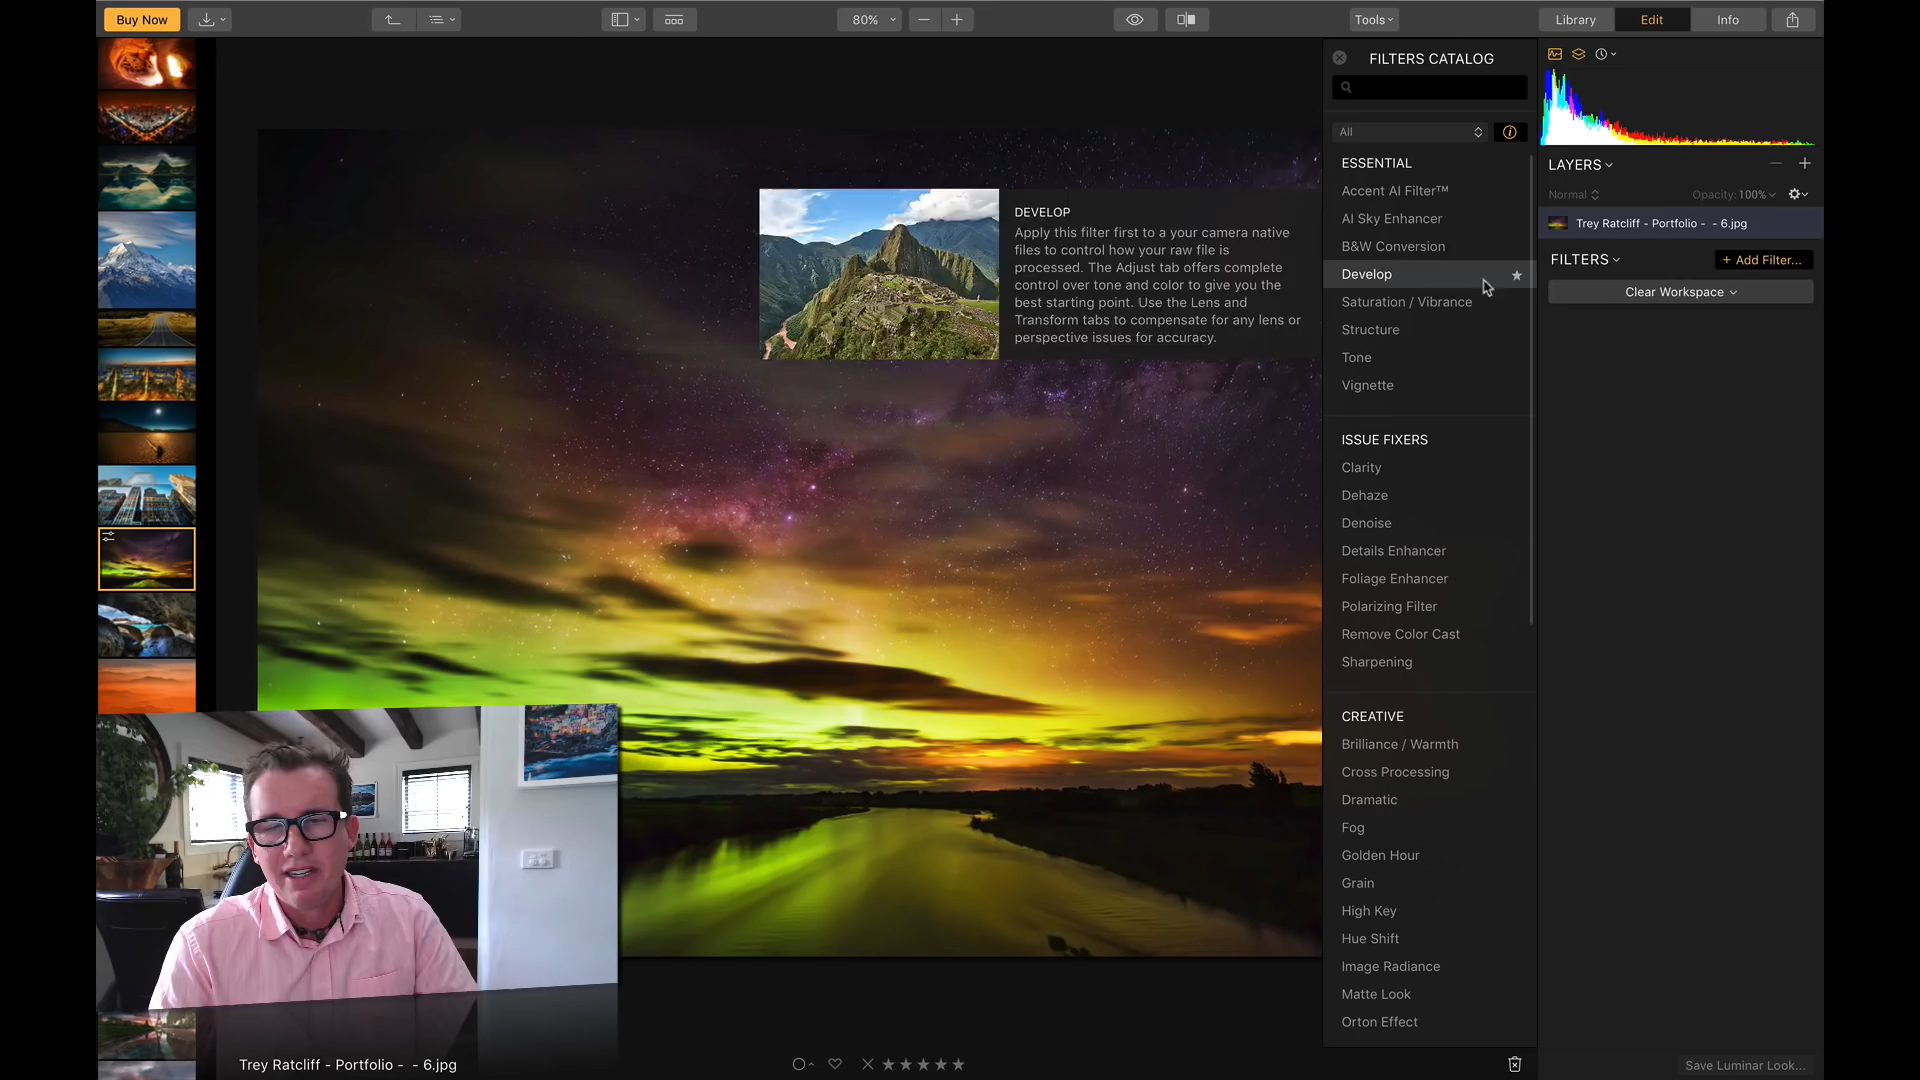 Buy Now
80%
Tools
Library
Edit
Info
FILTERS CATALOG
All
ESSENTIAL
Accent AI Filter™
AI Sky Enhancer
B&W Conversion
Develop
Saturation / Vibrance
Structure
Tone
Vignette
ISSUE FIXERS
Clarity
Dehaze
Denoise
Details Enhancer
Foliage Enhancer
Polarizing Filter
Remove Color Cast
Sharpening
CREATIVE
Brilliance / Warmth
Cross Processing
Dramatic
Fog
Golden Hour
Grain
High Key
Hue Shift
Image Radiance
Matte Look
Orton Effect
DEVELOP
Apply this filter first to a your camera native
files to control how your raw file is
processed. The Adjust tab offers complete
control over tone and color to give you the
best starting point. Use the Lens and
Transform tabs to compensate for any lens or
perspective issues for accuracy.
LAYERS
Normal
Opacity: 100%
Trey Ratcliff - Portfolio - - 6.jpg
FILTERS
+ Add Filter...
Clear Workspace
Trey Ratcliff - Portfolio - - 6.jpg
Save Luminar Look...